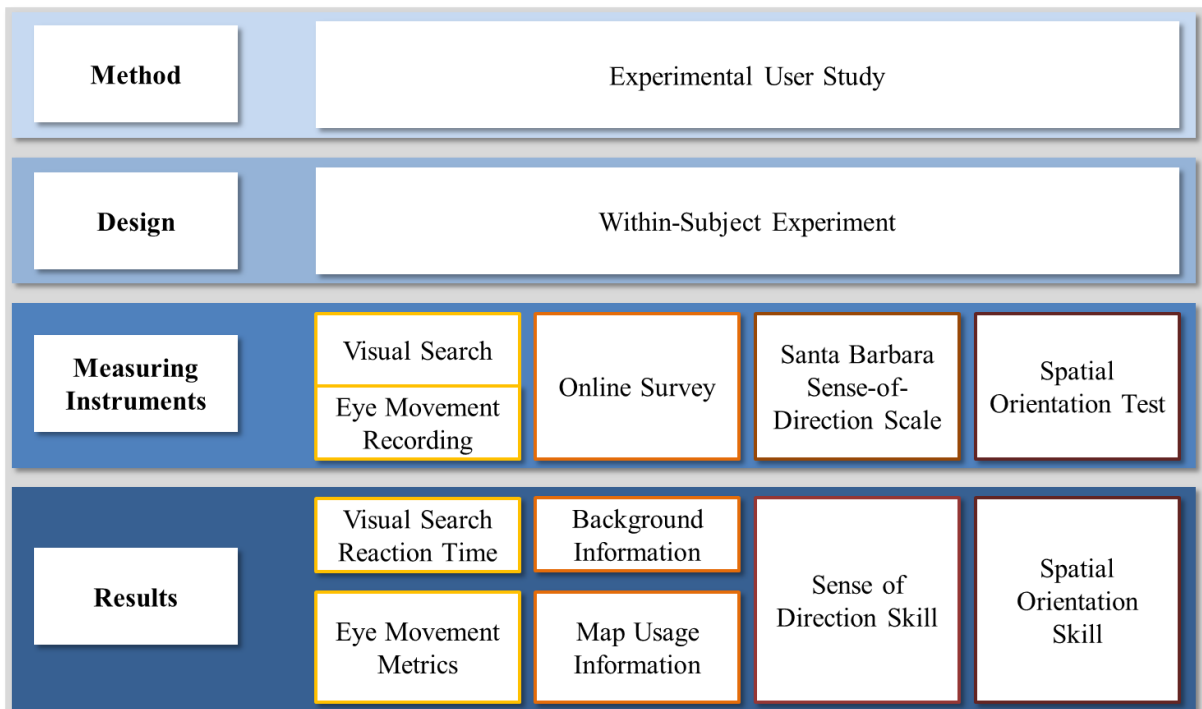 Method
Experimental User Study
Design
Within-Subject Experiment
Measuring
Instruments
Visual Search
Eye Movement
Recording
Online Survey
Santa Barbara
Sense-of-
Direction Scale
Spatial
Orientation Test
Results
Visual Search
Reaction Time
Eye Movement
Metrics
Background
Information
Map Usage
Information
Sense of
Direction Skill
Spatial
Orientation
Skill